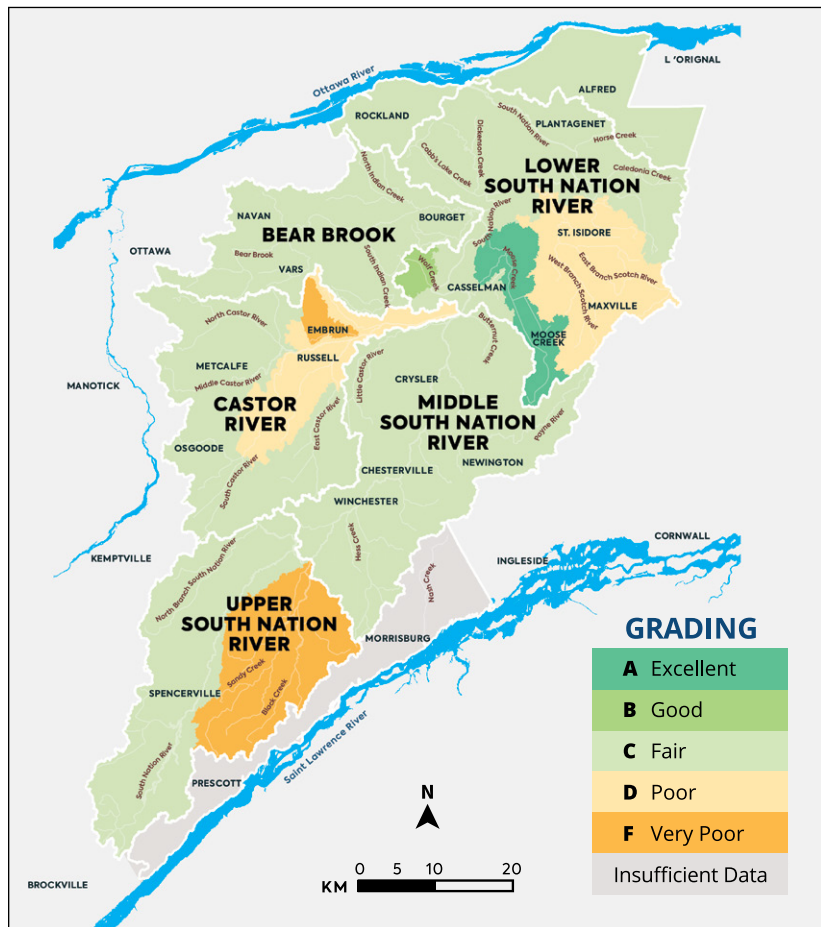 L 'ORIGNAL
Ottawa River
ALFRED
ROCKLAND
South Nation River
PLANTAGENET
Horse Creek
Dickenson Creek
Cobb's Lake Creek
North Indian Creek
LOWER
SOUTH NATION
RIVER
Caledonia Creek
NAVAN
BOURGET
South Nation River
ST. ISIDORE
BEAR BROOK
OTTAWA
Bear Brook
VARS
South Indian Creek
Wolf Creek
Moose Creek
CASSELMAN
West Branch Scotch River
East Branch Scotch River
MAXVILLE
North Castor River
EMBRUN
Butternut Creek
MOOSE
CREEK
RUSSELL
METCALFE
Little Castor River
MANOTICK
Middle Castor River
CRYSLER
CASTOR
RIVER
MIDDLE
SOUTH NATION
RIVER
East Castor River
Payne River
OSGOODE
South Castor River
CHESTERVILLE
NEWINGTON
WINCHESTER
KEMPTVILLE
North Branch South Nation River
Hess Creek
INGLESIDE
CORNWALL
Nash Creek
UPPER
SOUTH NATION
RIVER
MORRISBURG
Sandy Creek
SPENCERVILLE
Black Creek
South Nation River
Saint Lawrence River
PRESCOTT
BROCKVILLE
N
0 5 10 20
KM
GRADING
A Excellent
B Good
C Fair
D Poor
F Very Poor
Insufficient Data